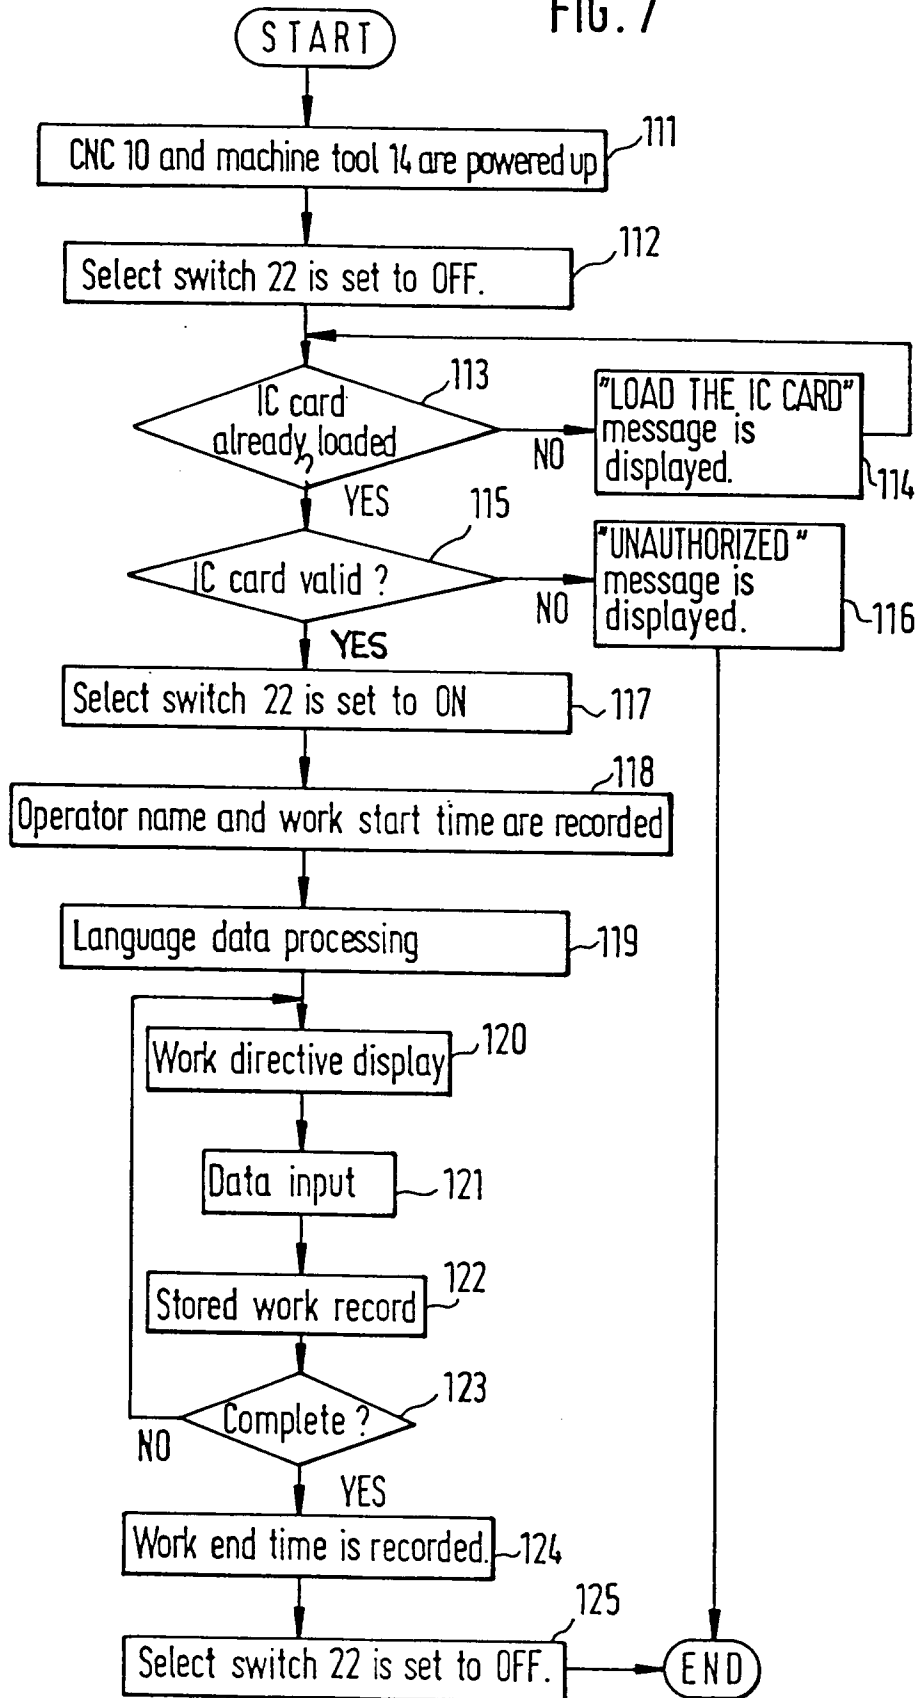 FIG. 7
START
CNC 10 and machine tool 14 are powered up
111
Select switch 22 is set to OFF.
112
IC card
already loaded
?
113
NO
"LOAD THE IC CARD"
message is
displayed.
114
YES
IC card valid ?
115
NO
"UNAUTHORIZED"
message is
displayed.
116
YES
Select switch 22 is set to ON
117
118
Operator name and work start time are recorded
Language data processing
119
Work directive display
120
Data input
121
Stored work record
122
Complete ?
123
NO
YES
Work end time is recorded.
124
125
Select switch 22 is set to OFF.
END